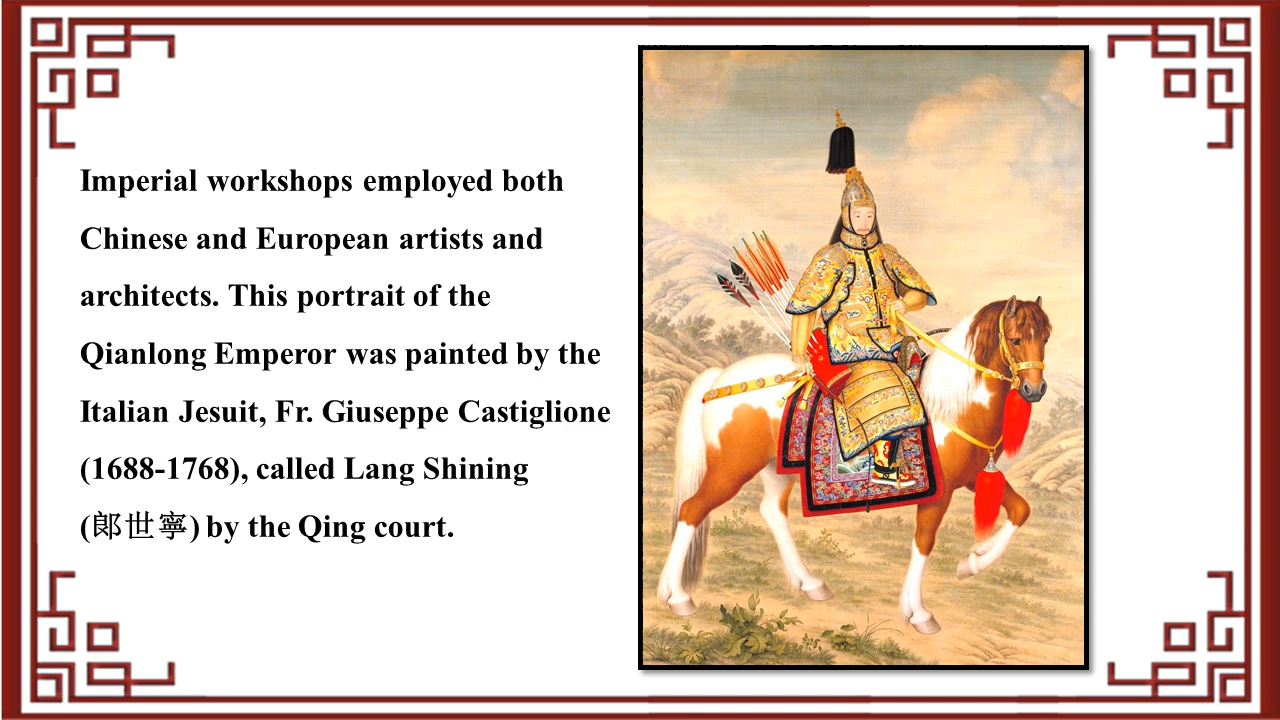 Imperial workshops employed both
Chinese and European artists and
architects. This portrait of the
Qianlong Emperor was painted by the
Italian Jesuit, Fr. Giuseppe Castiglione
(1688-1768), called Lang Shining
(郎世寧) by the Qing court.